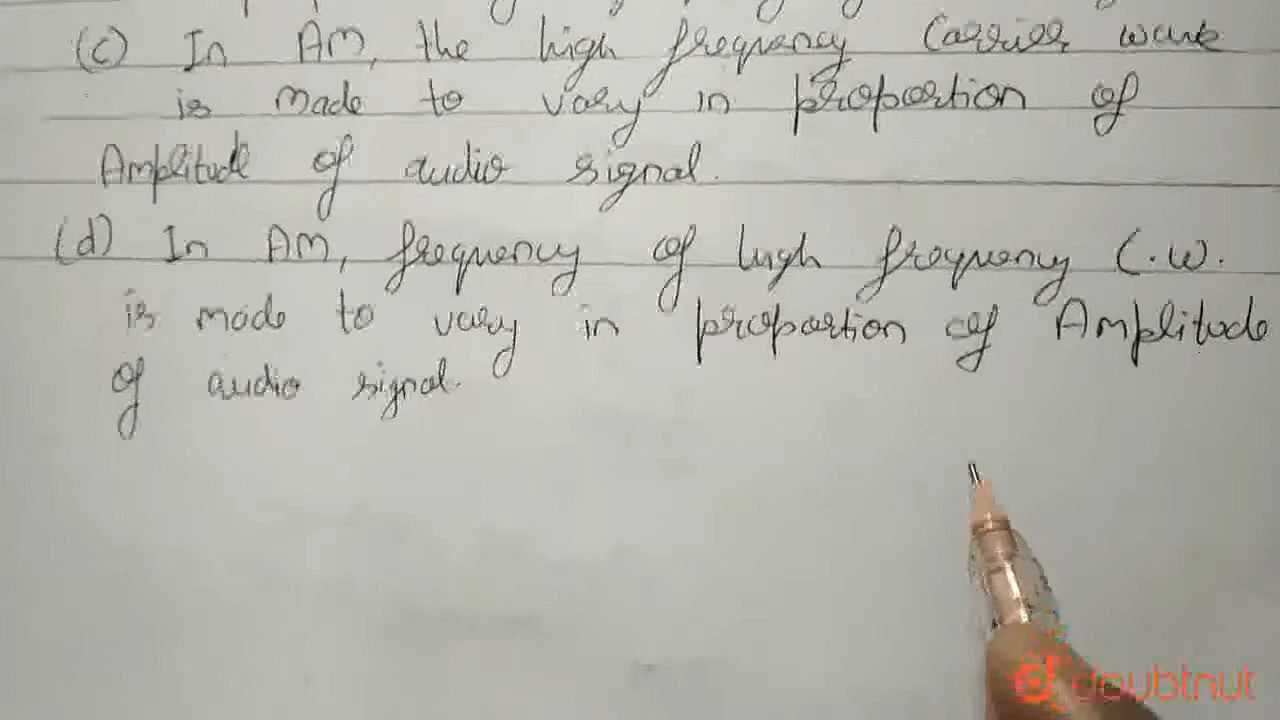 (c) In AM, the high frequency Carrier wave
is made to vary in proportion of
Amplitude of audio signal.
(d) In AM, frequency of high frequency C.W.
is made to vary in proportion of Amplitude
of audio signal.
doubtnut